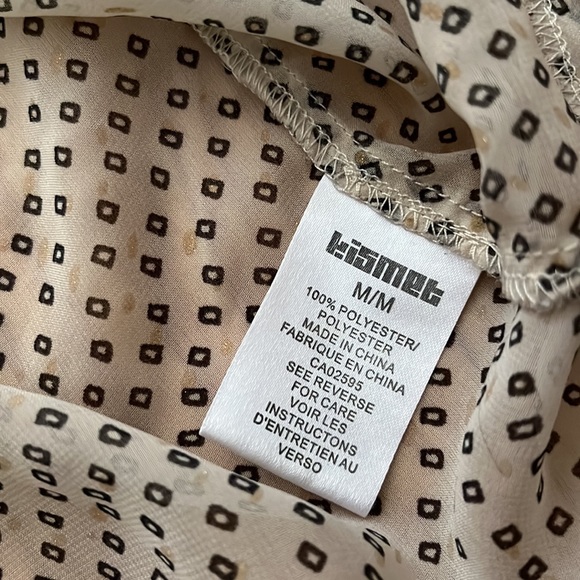 kismet
M/M
100% POLYESTER/
POLYESTER
MADE IN CHINA
FABRIQUE EN CHINA
CA02595
SEE REVERSE
FOR CARE
VOIR LES
INSTRUCTONS
D'ENTRETIEN AU
VERSO